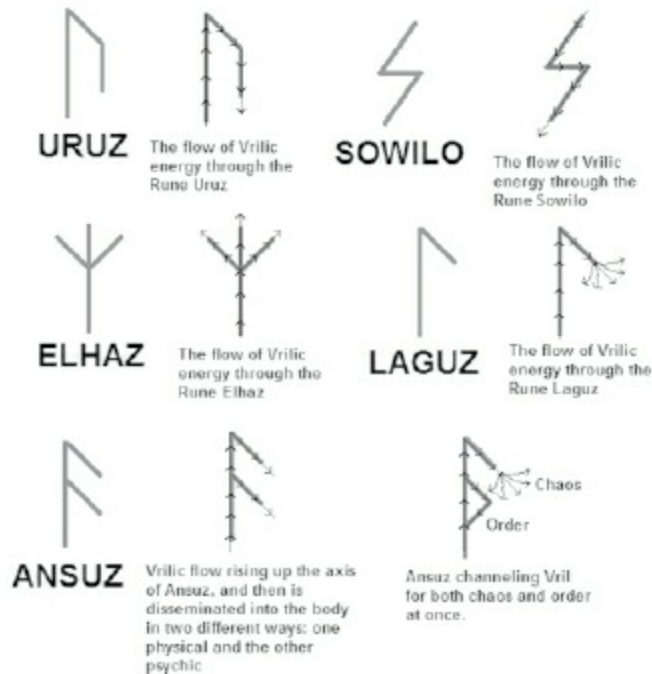 URUZ
The flow of Vrilic
energy through the
Rune Uruz
SOWILO
The flow of Vrilic
energy through the
Rune Sowilo
ELHAZ
The flow of Vrilic
energy through the
Rune Elhaz
LAGUZ
The flow of Vrilic
energy through the
Rune Laguz
ANSUZ
Vrilic flow rising up the axis
of Ansuz, and then is
disseminated into the body
in two different ways: one
physical and the other
psychic
Chaos
Order
Ansuz channeling Vril
for both chaos and order
at once.